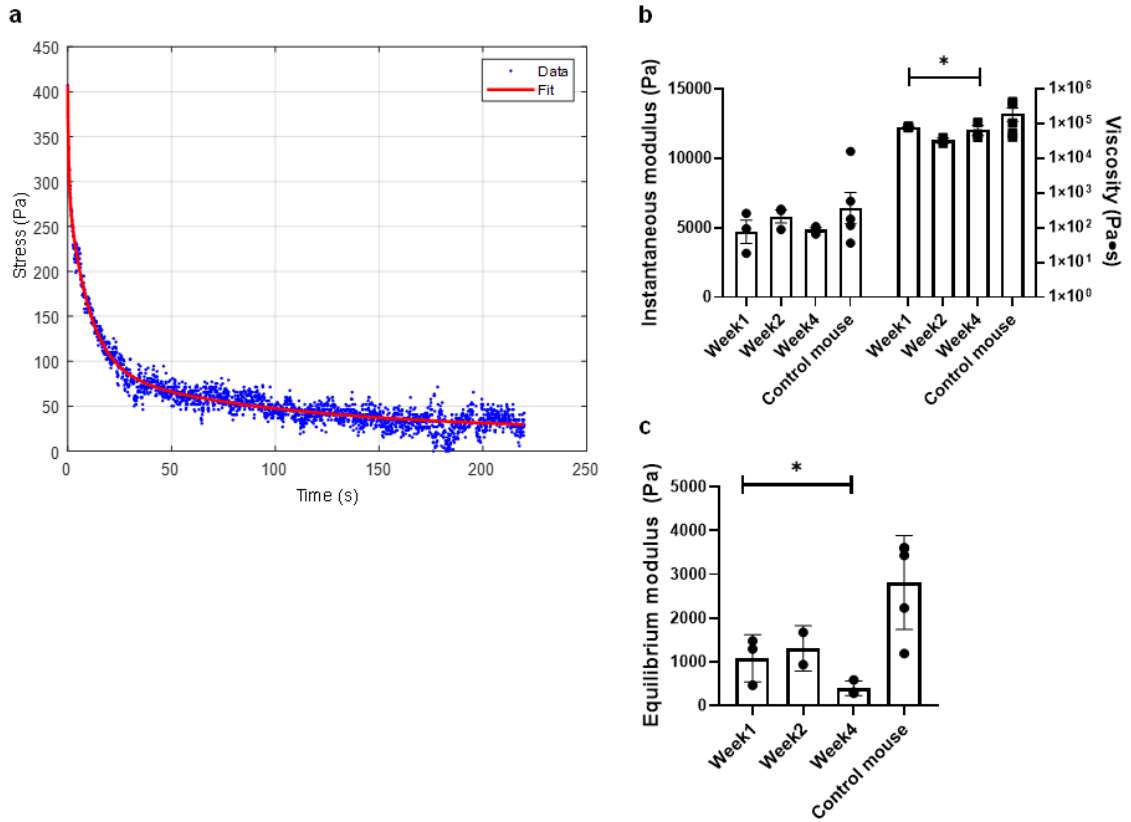 a
450
400
350
300
250
200
150
100
50
0
Stress (Pa)
0 50 100 150 200 250
Time (s)
Data
Fit
b
*
Instantaneous modulus (Pa)
15000
10000
5000
0
1×10⁶
1×10⁵
1×10⁴
1×10³
1×10²
1×10¹
1×10⁰
Viscosity (Pa•s)
Week1 Week2 Week4 Control mouse Week1 Week2 Week4 Control mouse
c
*
Equilibrium modulus (Pa)
5000
4000
3000
2000
1000
0
Week1 Week2 Week4 Control mouse